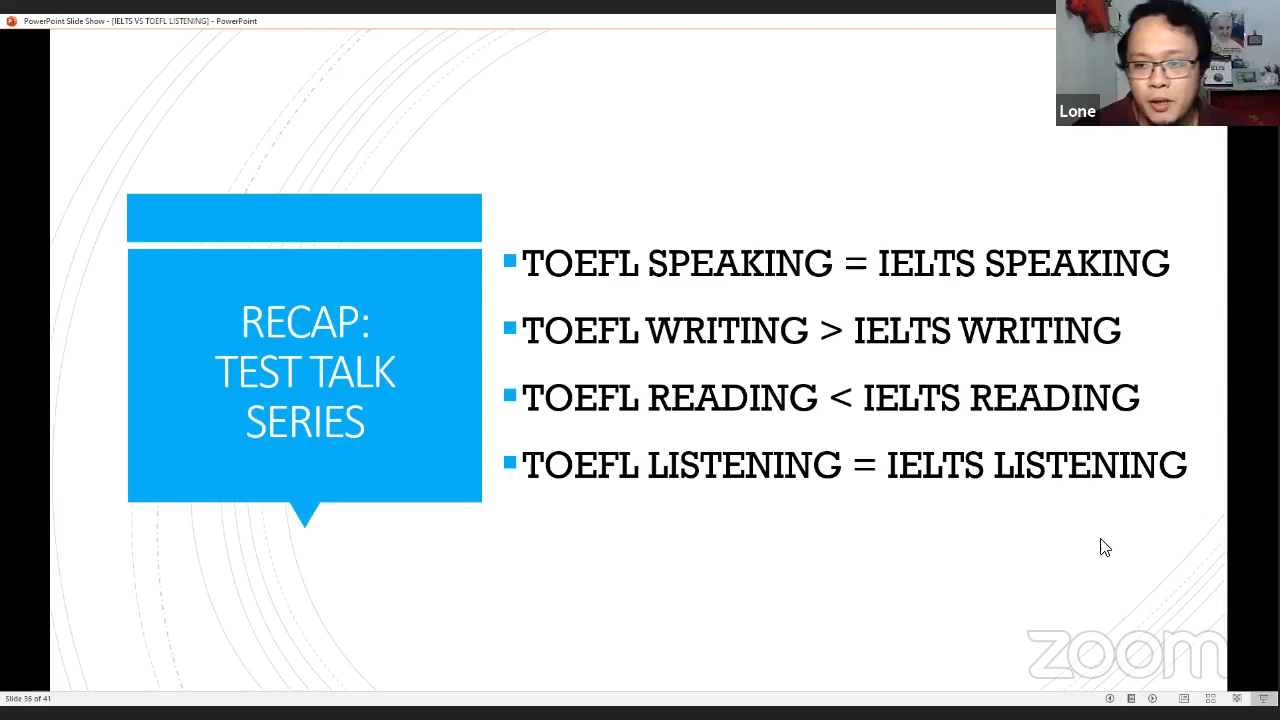 PowerPoint Slide Show - [IELTS VS TOEFL LISTENING] - PowerPoint
Lone
IELTS
RECAP:
TEST TALK
SERIES
TOEFL SPEAKING = IELTS SPEAKING
TOEFL WRITING > IELTS WRITING
TOEFL READING < IELTS READING
TOEFL LISTENING = IELTS LISTENING
zoom
Slide 36 of 41